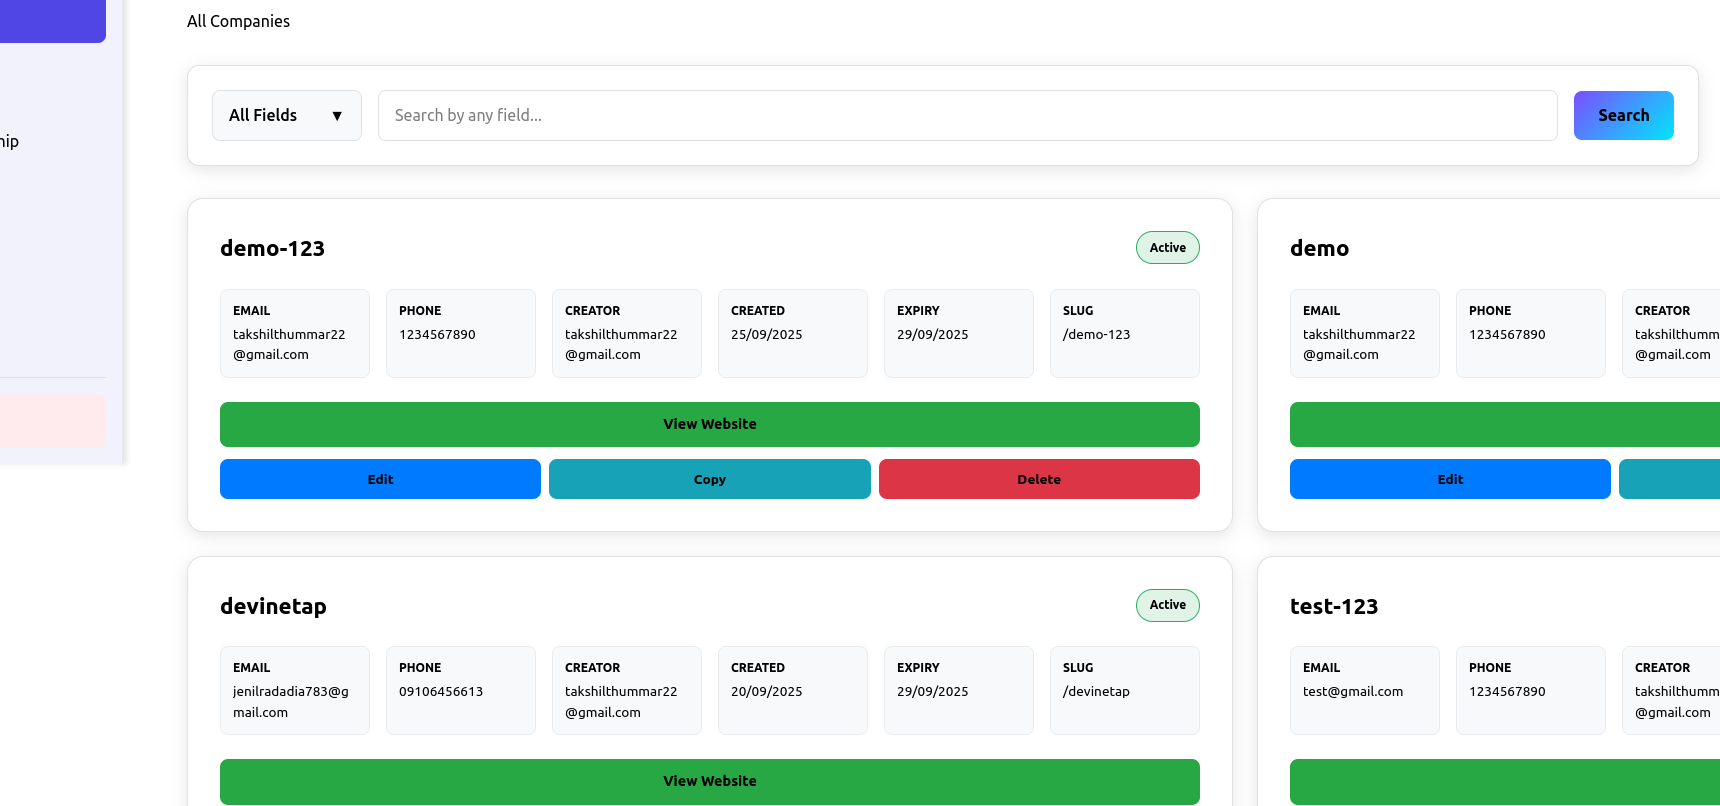 All Companies
nip
All Fields ▼
Search by any field...
Search
demo-123
Active
EMAIL
takshilthummar22
@gmail.com
PHONE
1234567890
CREATOR
takshilthummar22
@gmail.com
CREATED
25/09/2025
EXPIRY
29/09/2025
SLUG
/demo-123
View Website
Edit
Copy
Delete
demo
EMAIL
takshilthummar22
@gmail.com
PHONE
1234567890
CREATOR
takshilthumm
@gmail.com
Edit
devinetap
Active
EMAIL
jenilradadia783@g
mail.com
PHONE
09106456613
CREATOR
takshilthummar22
@gmail.com
CREATED
20/09/2025
EXPIRY
29/09/2025
SLUG
/devinetap
View Website
test-123
EMAIL
test@gmail.com
PHONE
1234567890
CREATOR
takshilthumm
@gmail.com